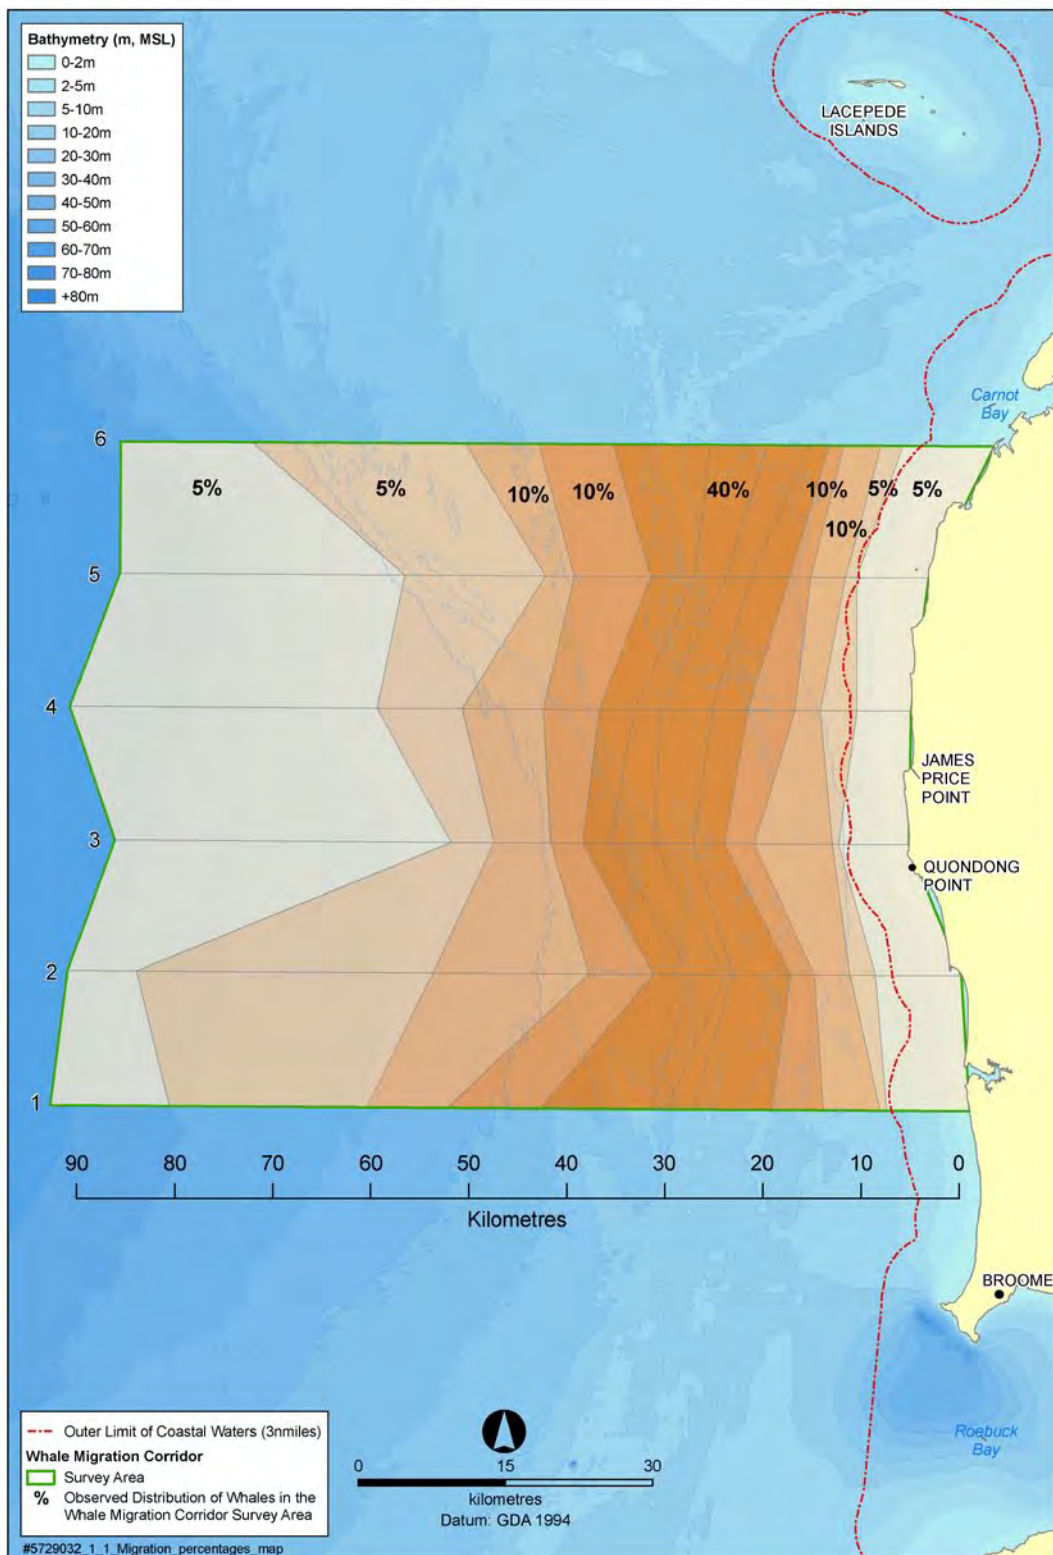 Bathymetry (m, MSL)
0-2m
2-5m
5-10m
10-20m
20-30m
30-40m
40-50m
50-60m
60-70m
70-80m
+80m
LACEPEDE
ISLANDS
Carnot
Bay
6
5% 5% 10% 10% 40% 10% 5% 5%
10%
5
4
JAMES
PRICE
POINT
3
QUONDONG
POINT
2
1
90 80 70 60 50 40 30 20 10 0
Kilometres
BROOME
Outer Limit of Coastal Waters (3nmiles)
Whale Migration Corridor
Survey Area
% Observed Distribution of Whales in the
Whale Migration Corridor Survey Area
0 15 30
kilometres
Datum: GDA 1994
Roebuck
Bay
#5729032_1_1_Migration_percentages_map